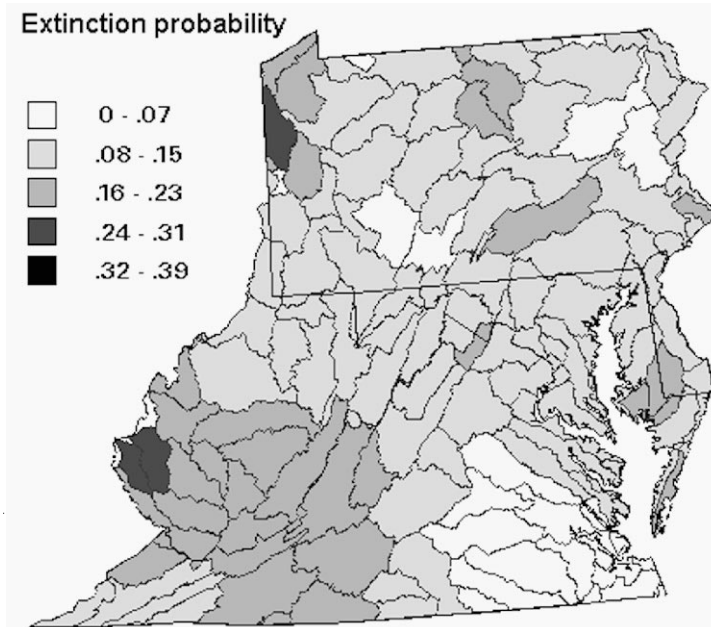 Extinction probability
0 - .07
.08 - .15
.16 - .23
.24 - .31
.32 - .39